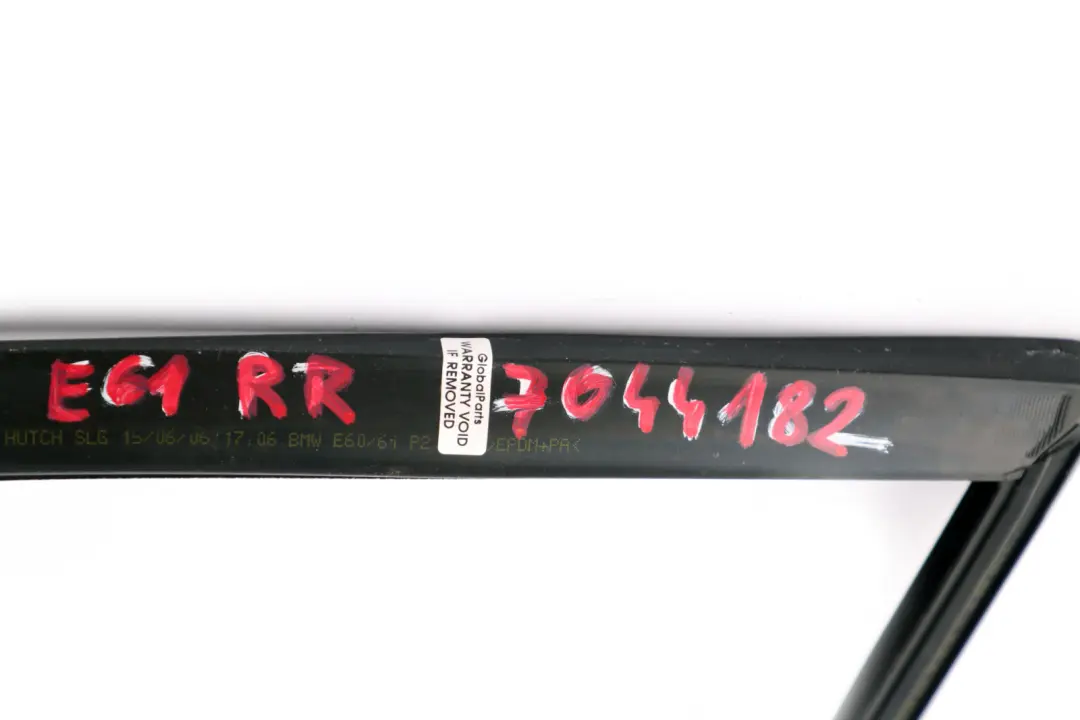 E61 RR 7044182
GlobalParts
WARRANTY VOID
IF REMOVED
HUTCH SLG 15/06/06 17:06 BMW E60/61 P2 >EPDM+PA<